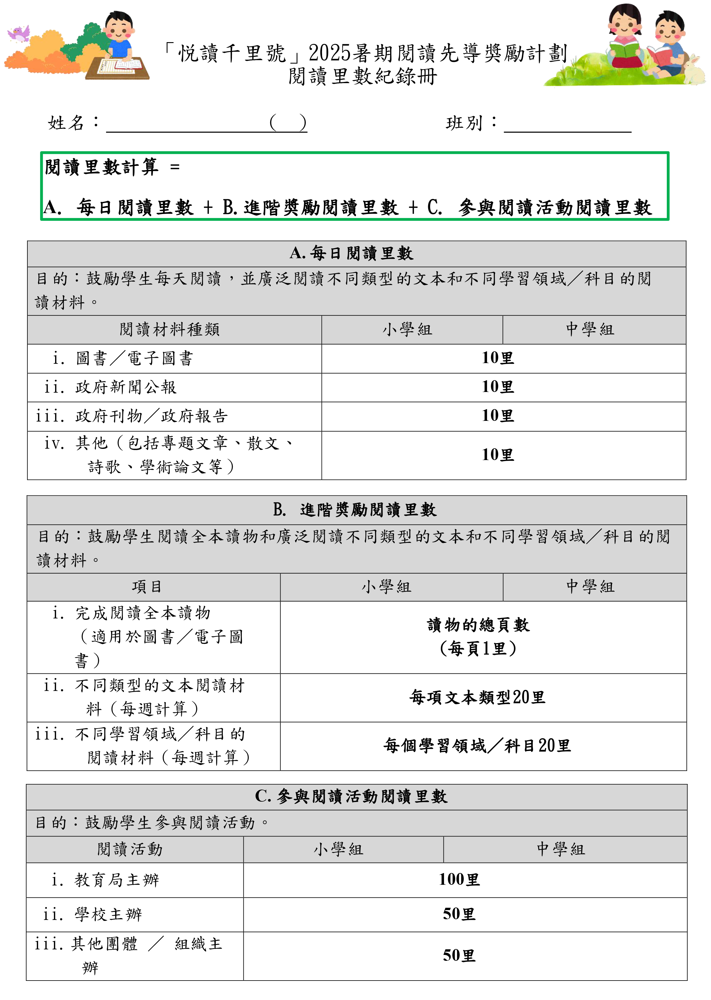 「悅讀千里號」2025暑期閱讀先導獎勵計劃
閱讀里數紀錄冊
姓名：                (  )    班別：
閱讀里數計算 =
A. 每日閱讀里數 + B.進階獎勵閱讀里數 + C. 參與閱讀活動閱讀里數
A.每日閱讀里數
目的：鼓勵學生每天閱讀，並廣泛閱讀不同類型的文本和不同學習領域／科目的閱
讀材料。
閱讀材料種類 小學組 中學組
i. 圖書／電子圖書 10里
ii. 政府新聞公報 10里
iii. 政府刊物／政府報告 10里
iv. 其他（包括專題文章、散文、
詩歌、學術論文等）
10里
B. 進階獎勵閱讀里數
目的：鼓勵學生閱讀全本讀物和廣泛閱讀不同類型的文本和不同學習領域／科目的閱
讀材料。
項目 小學組 中學組
i. 完成閱讀全本讀物
（適用於圖書／電子圖
書）
讀物的總頁數
(每頁1里)
ii. 不同類型的文本閱讀材
料（每週計算）
每項文本類型20里
iii. 不同學習領域／科目的
閱讀材料（每週計算）
每個學習領域／科目20里
C.參與閱讀活動閱讀里數
目的：鼓勵學生參與閱讀活動。
閱讀活動 小學組 中學組
i. 教育局主辦 100里
ii. 學校主辦 50里
iii.其他團體 ／ 組織主
辦
50里